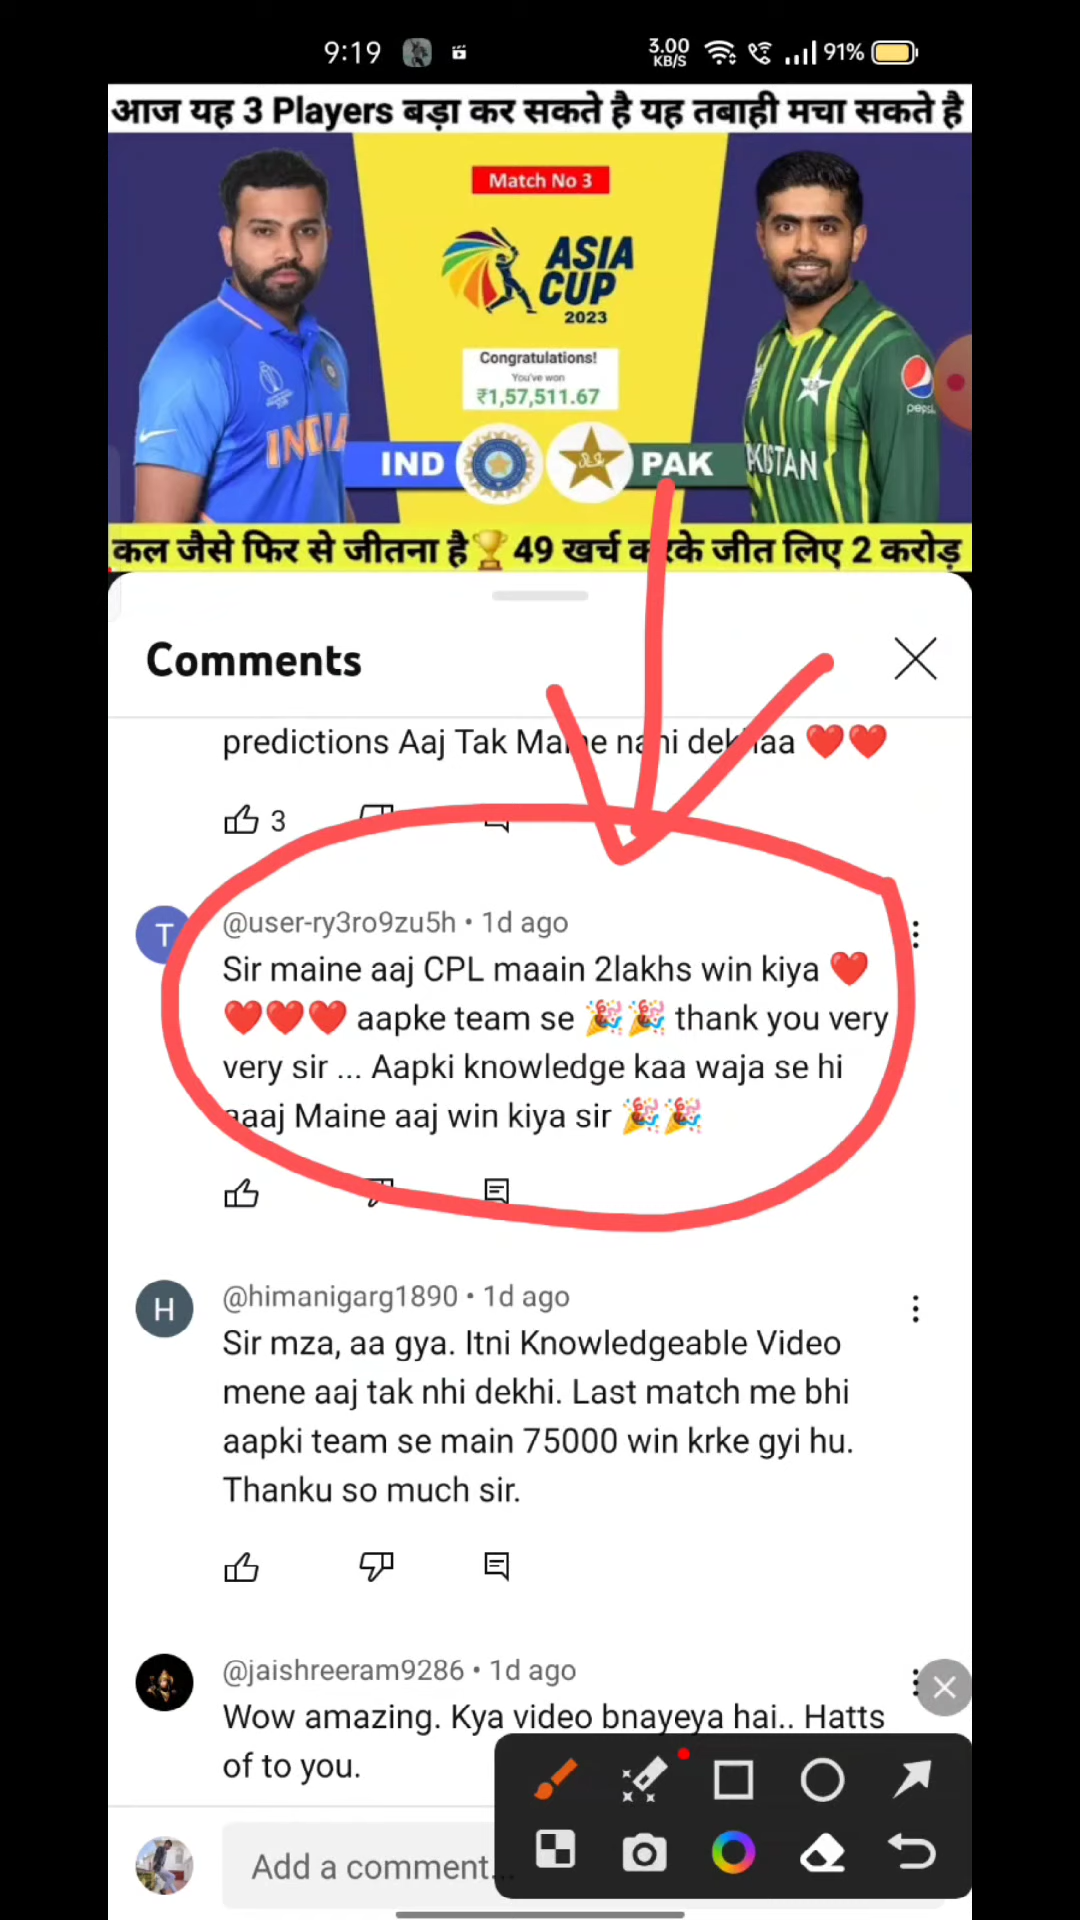 9:19
3.00
KB/S
91%
आज यह 3 Players बड़ा कर सकते है यह तबाही मचा सकते है
Match No 3
ASIA
CUP
2023
Congratulations!
You've won
₹1,57,511.67
INDIA
pepsi
IND
PAK
कल जैसे फिर से जीतना है🏆49 खर्च करके जीत लिए 2 करोड़
Comments
predictions Aaj Tak Maine nahi dekhaa ❤️❤️
3
T
@user-ry3ro9zu5h • 1d ago
Sir maine aaj CPL maain 2lakhs win kiya ❤️
❤️❤️❤️ aapke team se 🎉🎉 thank you very
very sir ... Aapki knowledge kaa waja se hi
aaaj Maine aaj win kiya sir 🎉🎉
H
@himanigarg1890 • 1d ago
Sir mza, aa gya. Itni Knowledgeable Video
mene aaj tak nhi dekhi. Last match me bhi
aapki team se main 75000 win krke gyi hu.
Thanku so much sir.
@jaishreeram9286 • 1d ago
Wow amazing. Kya video bnayeya hai.. Hatts
of to you.
Add a comment...